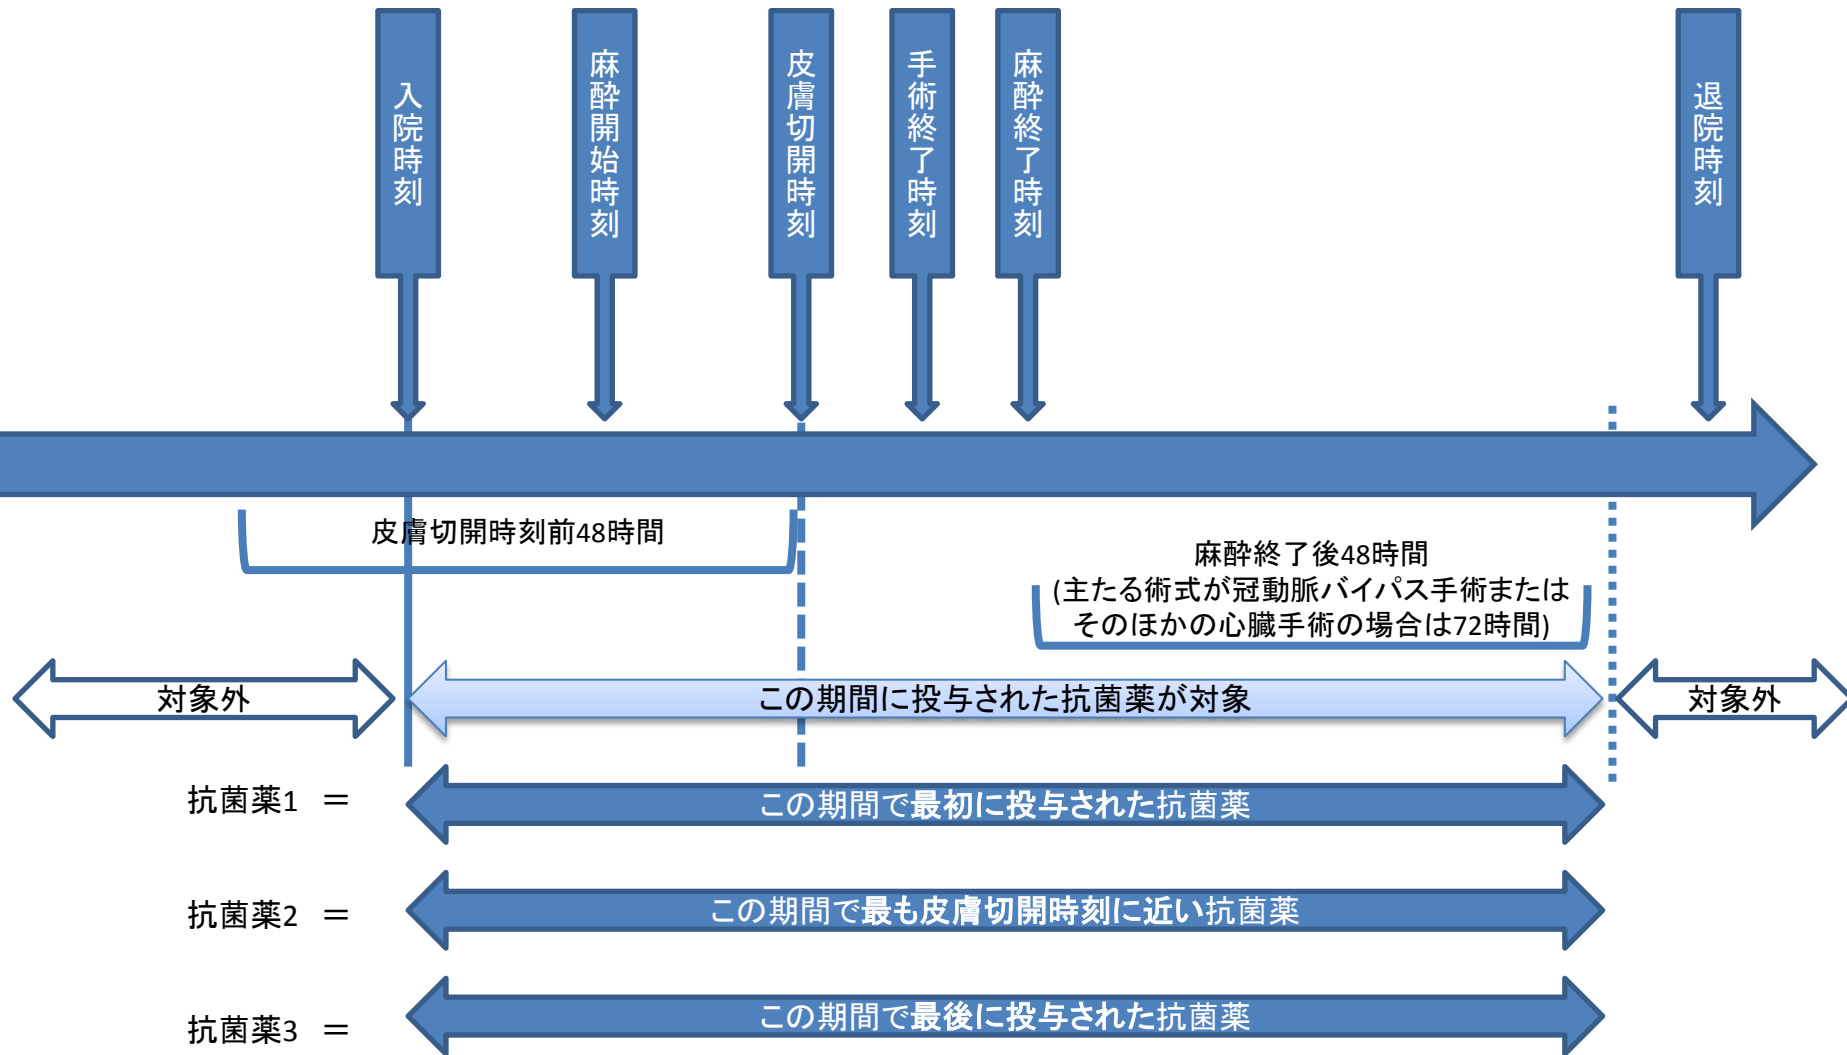 入院時刻
麻酔開始時刻
皮膚切開時刻
手術終了時刻
麻酔終了時刻
退院時刻
皮膚切開時刻前48時間
麻酔終了後48時間
(主たる術式が冠動脈バイパス手術または
そのほかの心臓手術の場合は72時間)
対象外
この期間に投与された抗菌薬が対象
対象外
抗菌薬1 ＝
この期間で最初に投与された抗菌薬
抗菌薬2 ＝
この期間で最も皮膚切開時刻に近い抗菌薬
抗菌薬3 ＝
この期間で最後に投与された抗菌薬